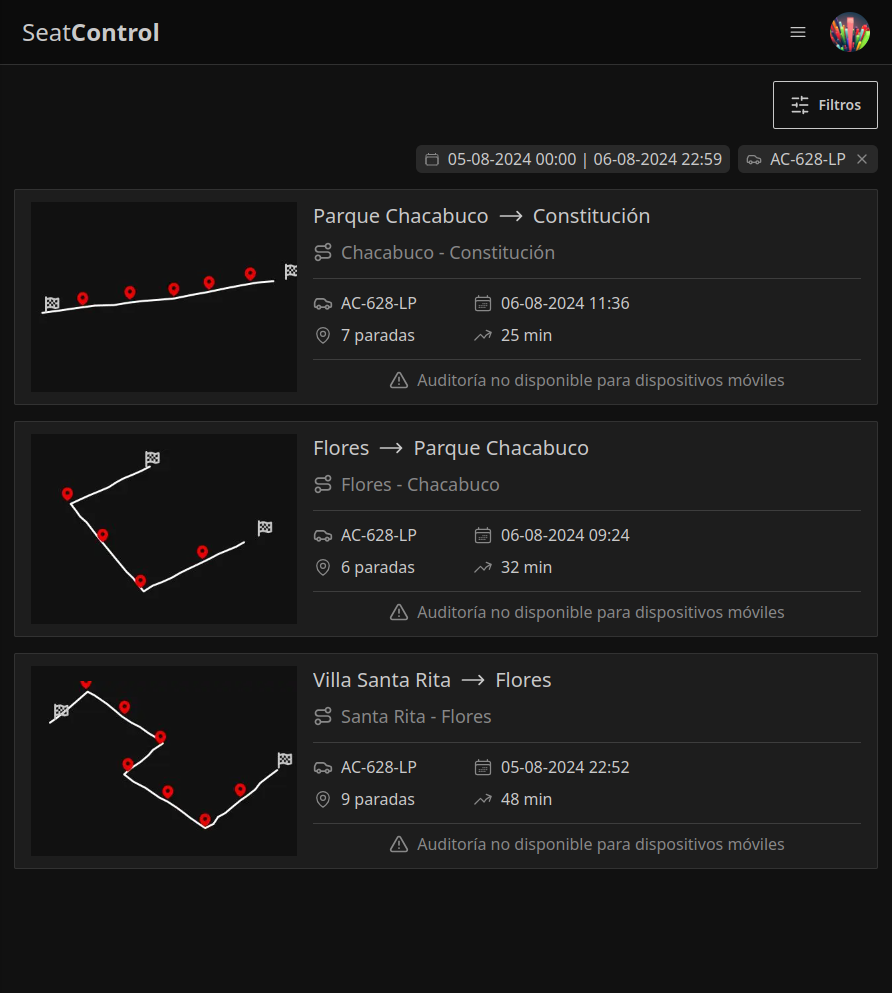 SeatControl
Filtros
05-08-2024 00:00 | 06-08-2024 22:59 AC-628-LP
Parque Chacabuco → Constitución
Chacabuco - Constitución
AC-628-LP 06-08-2024 11:36
7 paradas 25 min
Auditoría no disponible para dispositivos móviles
Flores → Parque Chacabuco
Flores - Chacabuco
AC-628-LP 06-08-2024 09:24
6 paradas 32 min
Auditoría no disponible para dispositivos móviles
Villa Santa Rita → Flores
Santa Rita - Flores
AC-628-LP 05-08-2024 22:52
9 paradas 48 min
Auditoría no disponible para dispositivos móviles